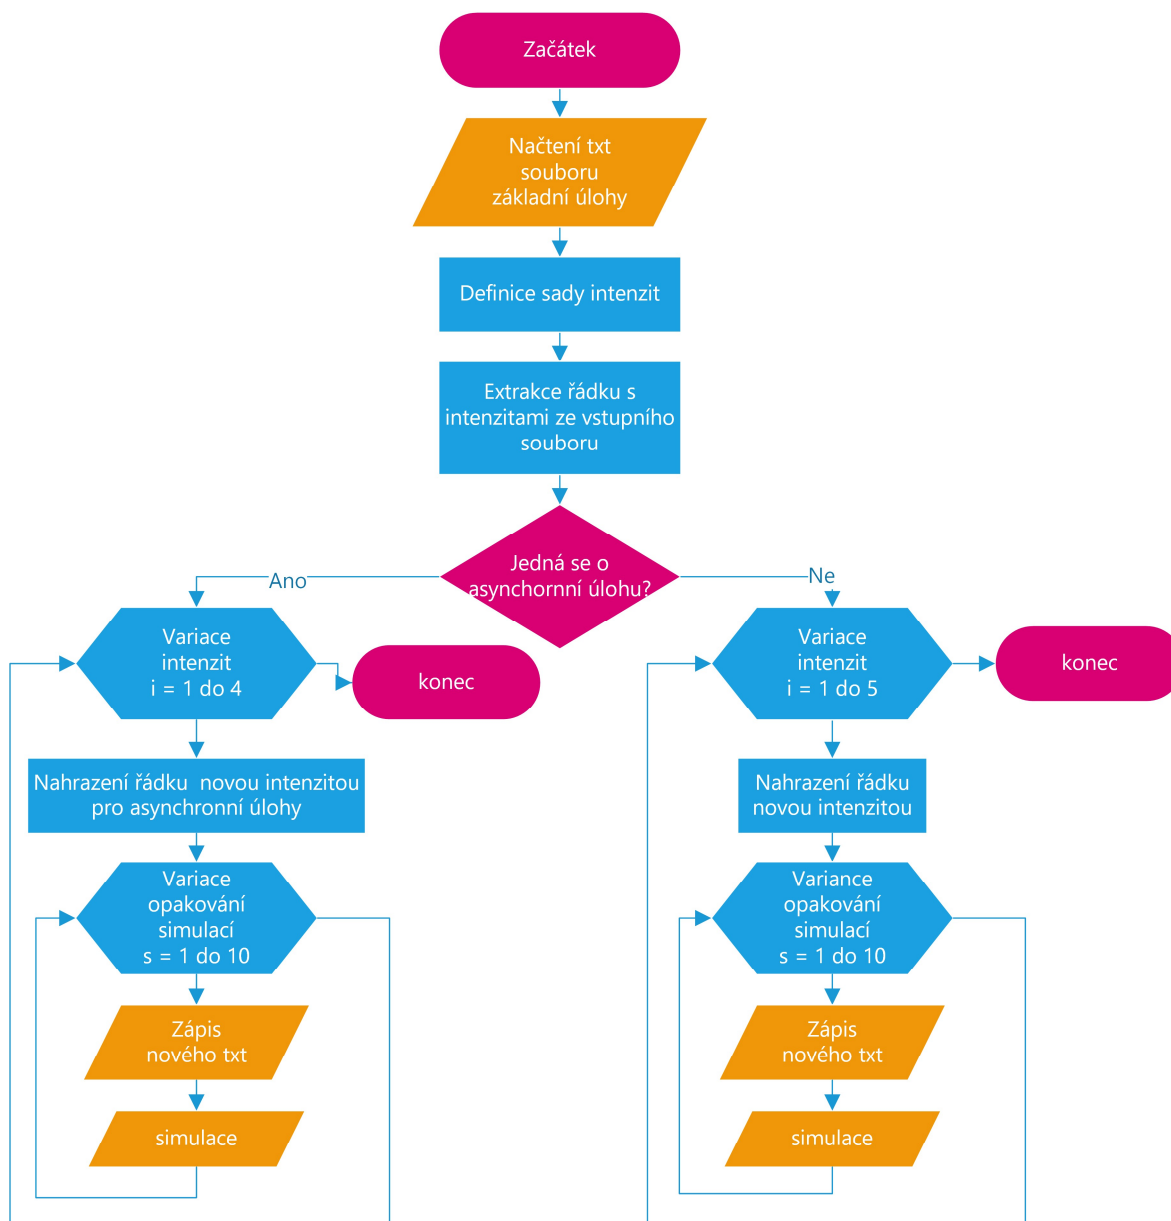 Začátek
Načtení txt
souboru
základní úlohy
Definice sady intenzit
Extrakce řádku s
intenzitami ze vstupního
souboru
Jedná se o
asynchornní úlohu?
Ano
Ne
Variace
intenzit
i = 1 do 4
konec
Nahrazení řádku novou intenzitou
pro asynchronní úlohy
Variace
opakování
simulací
s = 1 do 10
Zápis
nového txt
simulace
Variace
intenzit
i = 1 do 5
konec
Nahrazení řádku
novou intenzitou
Variance
opakování
simulací
s = 1 do 10
Zápis
nového txt
simulace